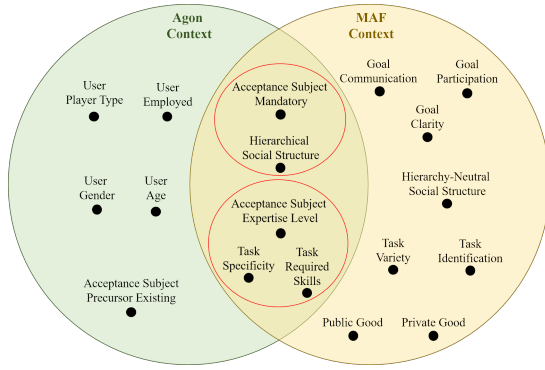 Agon
Context
MAF
Context
User
Player Type
User
Employed
User
Gender
User
Age
Acceptance Subject
Precursor Existing
Acceptance Subject
Mandatory
Hierarchical
Social Structure
Acceptance Subject
Expertise Level
Task
Specificity
Task
Required
Skills
Goal
Communication
Goal
Participation
Goal
Clarity
Hierarchy-Neutral
Social Structure
Task
Variety
Task
Identification
Public Good
Private Good